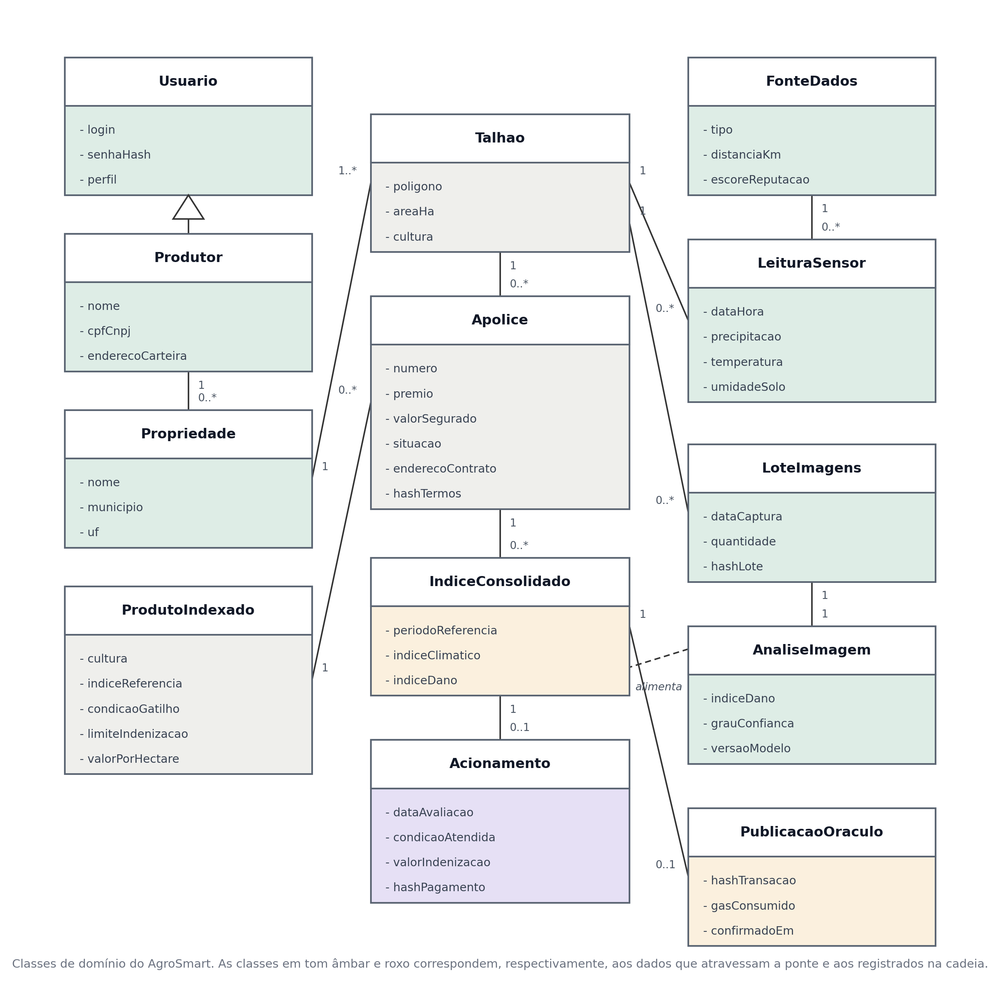 Usuario
- login
- senhaHash
- perfil
Produtor
- nome
- cpfCnpj
- enderecoCarteira
1
0..*
Propriedade
- nome
- municipio
- uf
1
ProdutoIndexado
- cultura
- indiceReferencia
- condicaoGatilho
- limiteIndenizacao
- valorPorHectare
1
1..*
Talhao
- poligono
- areaHa
- cultura
1
1
1
0..*
0..*
Apolice
- numero
- premio
- valorSegurado
- situacao
- enderecoContrato
- hashTermos
1
0..*
IndiceConsolidado
- periodoReferencia
- indiceClimatico
- indiceDano
1
alimenta
1
0..1
Acionamento
- dataAvaliacao
- condicaoAtendida
- valorIndenizacao
- hashPagamento
FonteDados
- tipo
- distanciaKm
- escoreReputacao
1
0..*
0..*
LeituraSensor
- dataHora
- precipitacao
- temperatura
- umidadeSolo
0..*
LoteImagens
- dataCaptura
- quantidade
- hashLote
1
1
AnaliseImagem
- indiceDano
- grauConfianca
- versaoModelo
0..1
PublicacaoOraculo
- hashTransacao
- gasConsumido
- confirmadoEm
Classes de domínio do AgroSmart. As classes em tom âmbar e roxo correspondem, respectivamente, aos dados que atravessam a ponte e aos registrados na cadeia.